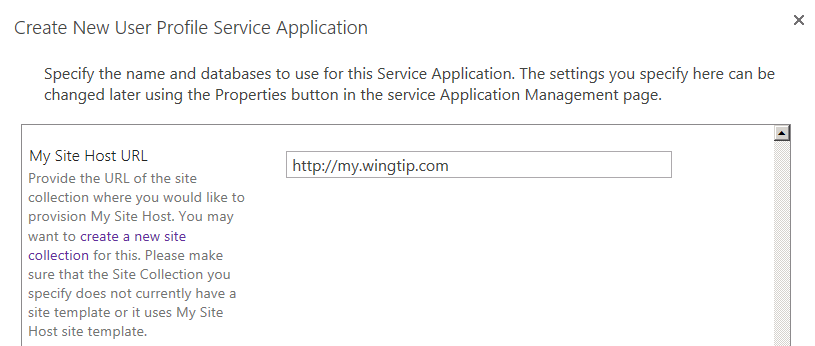 Create New User Profile Service Application
Specify the name and databases to use for this Service Application. The settings you specify here can be
changed later using the Properties button in the service Application Management page.
My Site Host URL
http://my.wingtip.com
Provide the URL of the site
collection where you would like to
provision My Site Host. You may
want to create a new site
collection for this. Please make
sure that the Site Collection you
specify does not currently have a
site template or it uses My Site
Host site template.